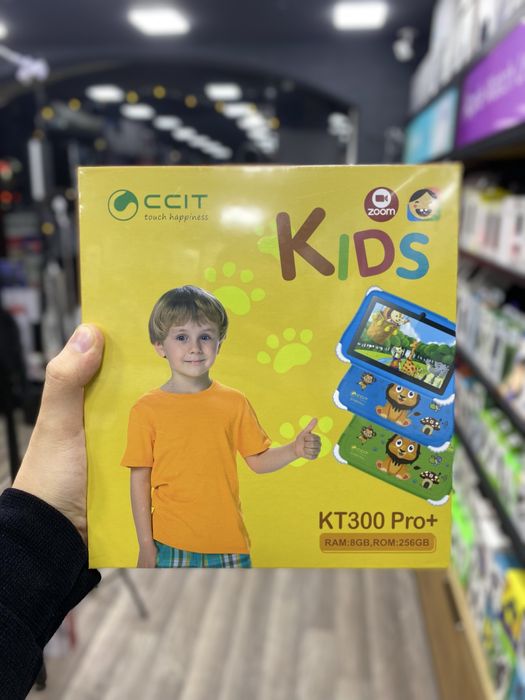 CCIT
touch happiness
zoom
KIDS
KT300 Pro+
RAM:8GB,ROM:256GB